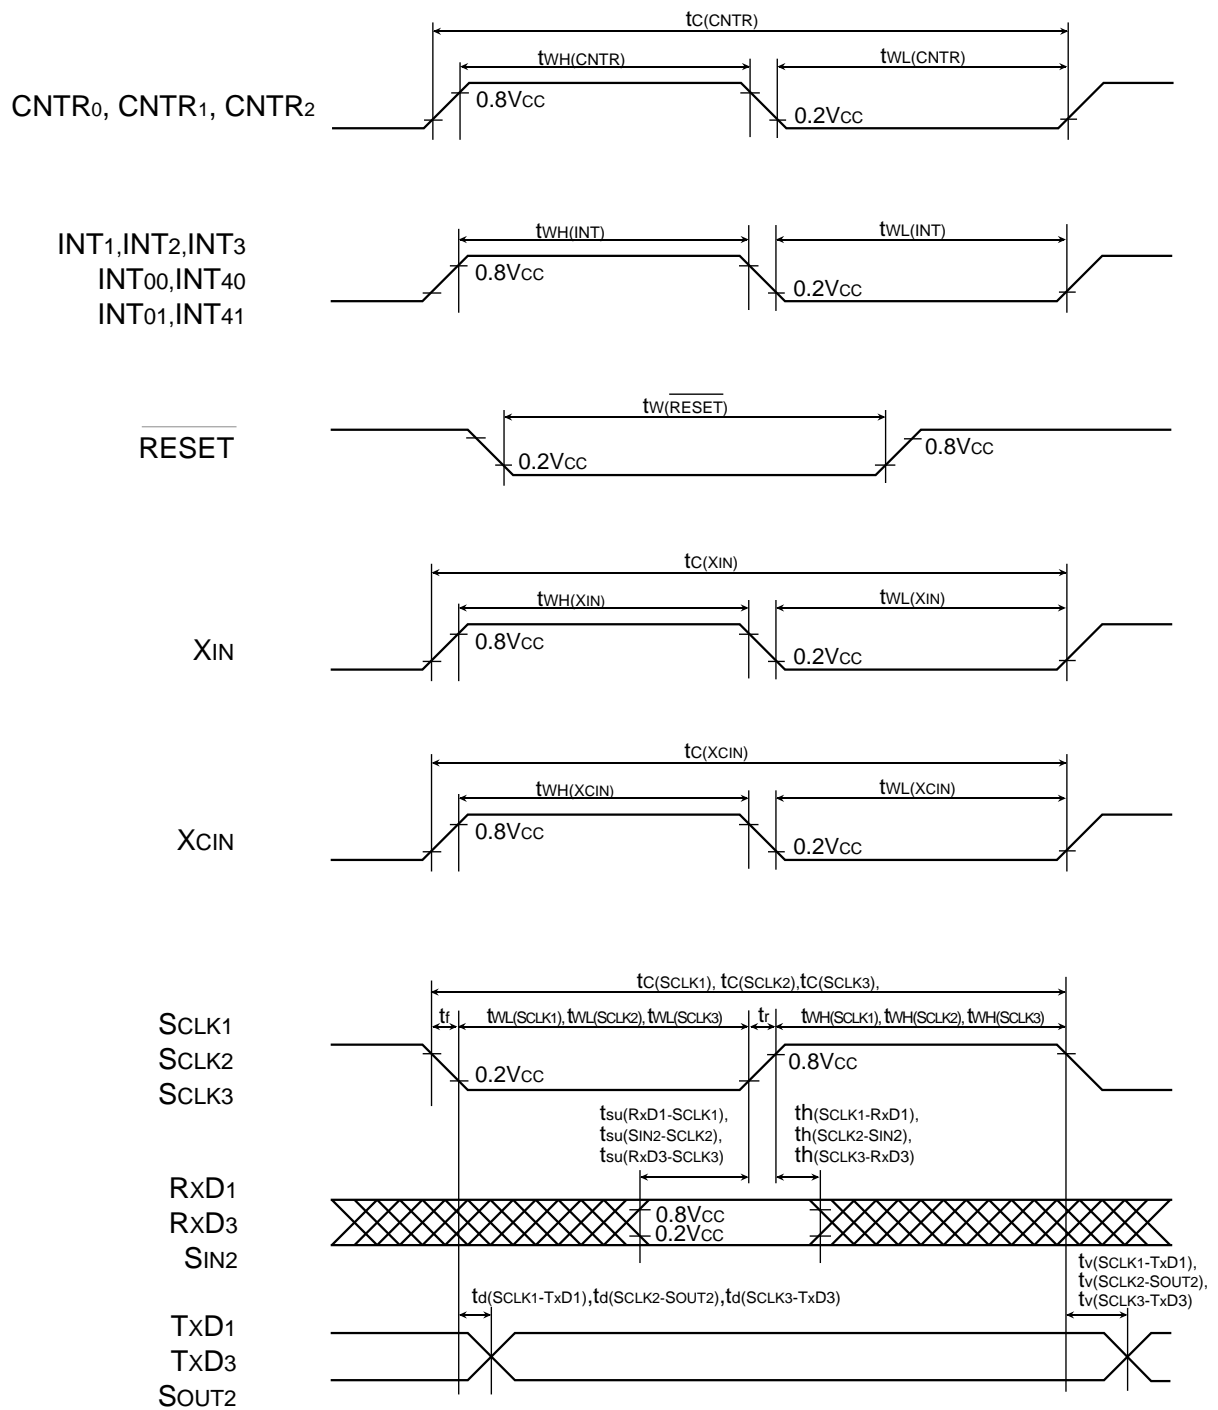 tC(CNTR)
tWH(CNTR)
tWL(CNTR)
CNTR0, CNTR1, CNTR2
0.8VCC
0.2VCC
INT1,INT2,INT3
INT00,INT40
INT01,INT41
tWH(INT)
tWL(INT)
0.8VCC
0.2VCC
tW(RESET)
RESET
0.2VCC
0.8VCC
tC(XIN)
tWH(XIN)
tWL(XIN)
XIN
0.8VCC
0.2VCC
tC(XCIN)
tWH(XCIN)
tWL(XCIN)
XCIN
0.8VCC
0.2VCC
tC(SCLK1), tC(SCLK2),tC(SCLK3),
SCLK1
SCLK2
SCLK3
tf
tWL(SCLK1), tWL(SCLK2), tWL(SCLK3)
tr
tWH(SCLK1), tWH(SCLK2), tWH(SCLK3)
0.2VCC
0.8VCC
tsu(RxD1-SCLK1),
tsu(SIN2-SCLK2),
tsu(RxD3-SCLK3)
th(SCLK1-RxD1),
th(SCLK2-SIN2),
th(SCLK3-RxD3)
RXD1
RXD3
SIN2
0.8VCC
0.2VCC
td(SCLK1-TxD1),td(SCLK2-SOUT2),td(SCLK3-TxD3)
tv(SCLK1-TxD1),
tv(SCLK2-SOUT2),
tv(SCLK3-TxD3)
TXD1
TXD3
SOUT2